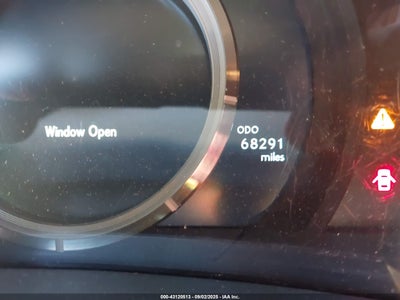 Window Open
ODO
68291
miles
000-43120513 - 09/02/2025 - IAA Inc.